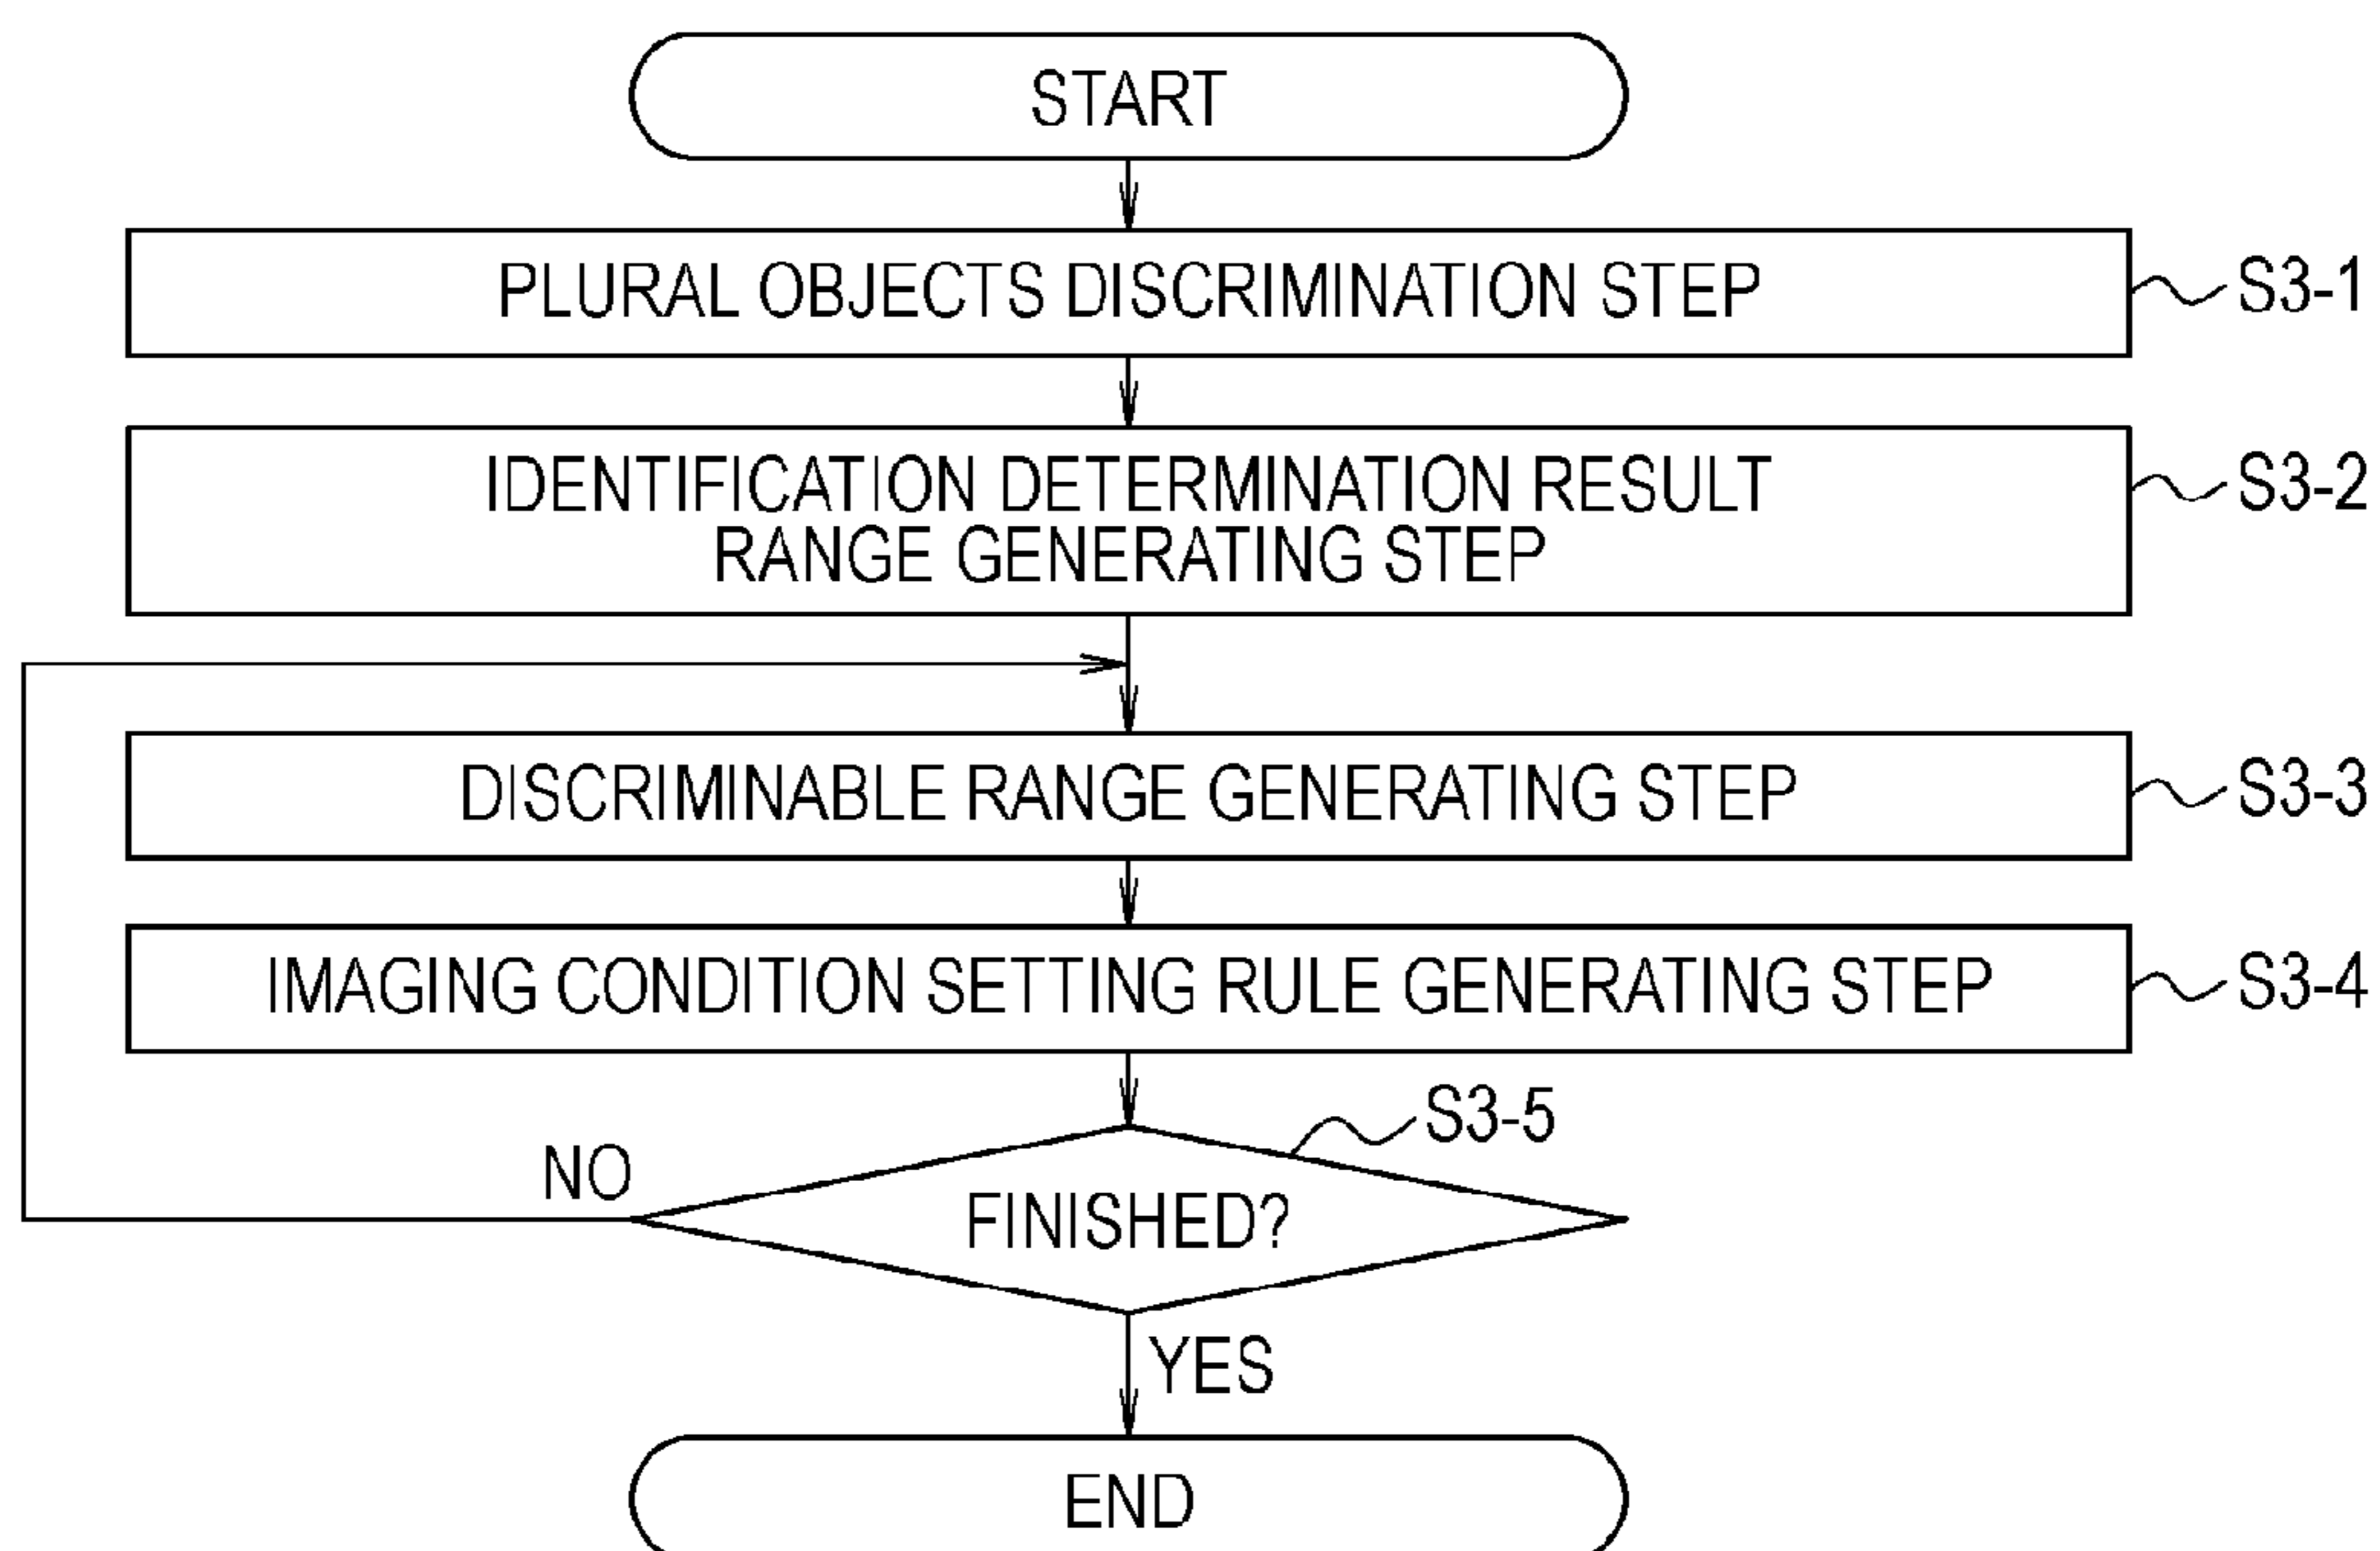 START
PLURAL OBJECTS DISCRIMINATION STEP
S3-1
IDENTIFICATION DETERMINATION RESULT
RANGE GENERATING STEP
S3-2
DISCRIMINABLE RANGE GENERATING STEP
S3-3
IMAGING CONDITION SETTING RULE GENERATING STEP
S3-4
S3-5
NO
FINISHED?
YES
END